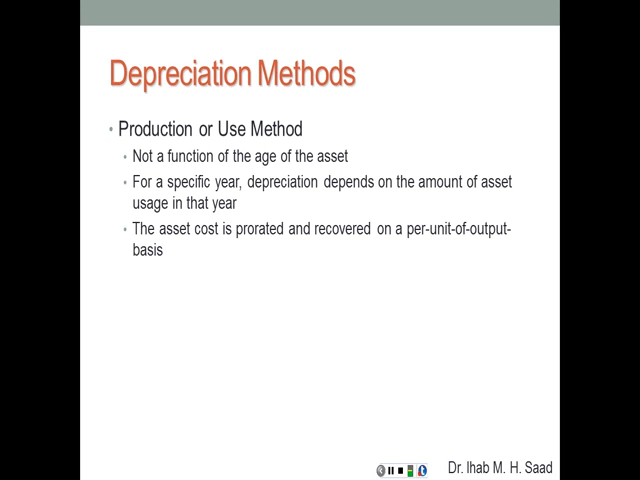 Depreciation Methods
• Production or Use Method
• Not a function of the age of the asset
• For a specific year, depreciation depends on the amount of asset
usage in that year
• The asset cost is prorated and recovered on a per-unit-of-output-
basis
Dr. Ihab M. H. Saad